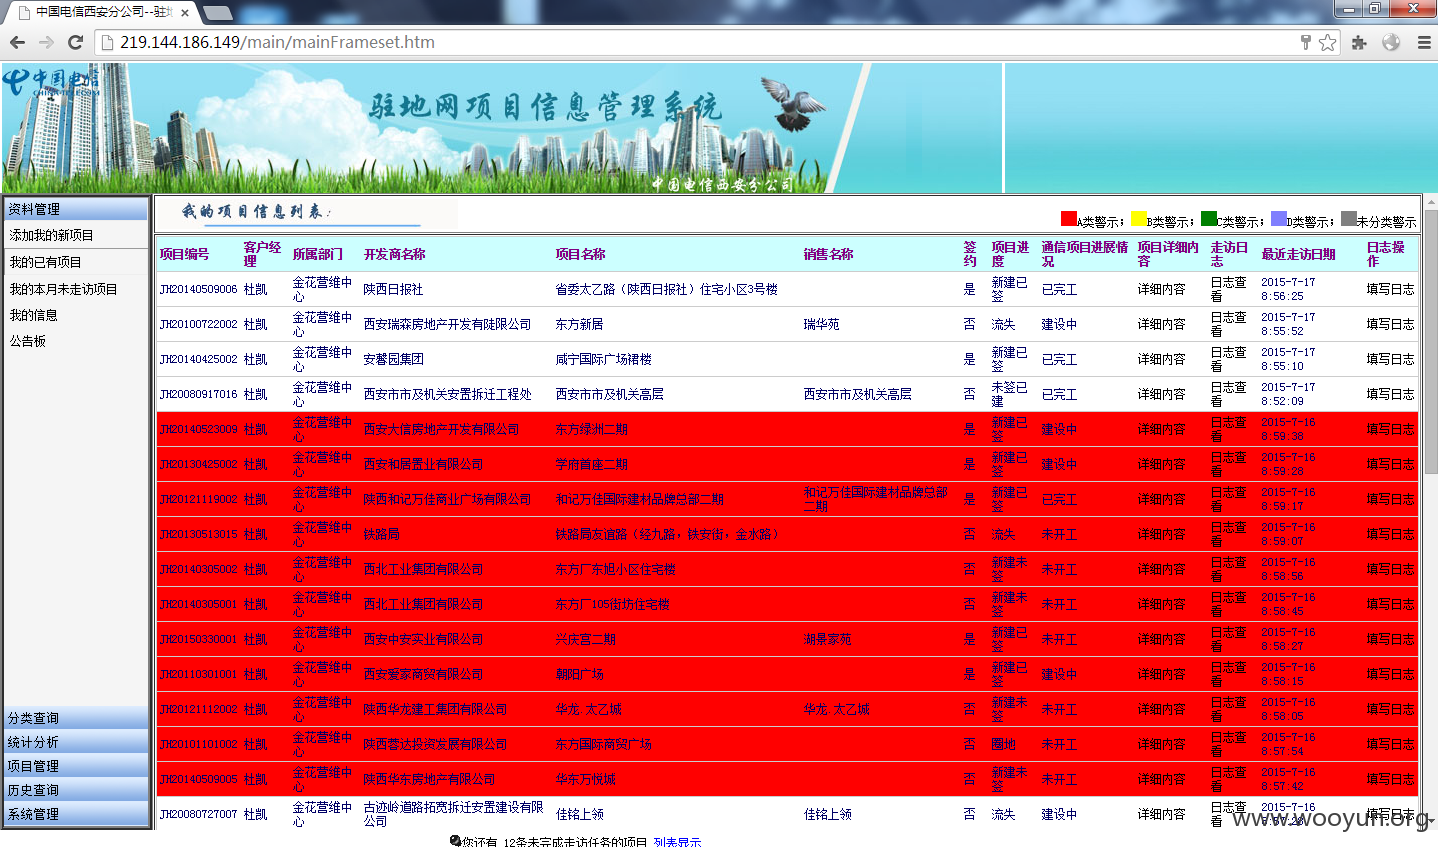 中国电信西安分公司--驻地
219.144.186.149/main/mainFrameset.htm
中国电信
CHINA TELECOM
驻地网项目信息管理系统
中国电信西安分公司
资料管理
添加我的新项目
我的已有项目
我的本月未走访项目
我的信息
公告板
分类查询
统计分析
项目管理
历史查询
系统管理
我的项目信息列表:
A类警示; B类警示; C类警示; D类警示; 未分类警示
项目编号 客户经理 所属部门 开发商名称 项目名称 销售名称 签约 项目进度 通信项目进展情况 项目详细内容 走访日志 最近走访日期 日志操作
JH20140509006 杜凯 金花营维中心 陕西日报社 省委太乙路（陕西日报社）住宅小区3号楼 是 新建已签 已完工 详细内容 日志查看 2015-7-17 8:56:25 填写日志
JH20100722002 杜凯 金花营维中心 西安瑞森房地产开发有陡限公司 东方新居 瑞华苑 否 流失 建设中 详细内容 日志查看 2015-7-17 8:55:52 填写日志
JH20140425002 杜凯 金花营维中心 安馨园集团 咸宁国际广场裙楼 是 新建已签 已完工 详细内容 日志查看 2015-7-17 8:55:10 填写日志
JH20080917016 杜凯 金花营维中心 西安市市及机关安置拆迁工程处 西安市市及机关高层 西安市市及机关高层 否 未签已建 已完工 详细内容 日志查看 2015-7-17 8:52:09 填写日志
JH20140523009 杜凯 金花营维中心 西安大信房地产开发有限公司 东方绿洲二期 是 新建已签 建设中 详细内容 日志查看 2015-7-16 8:59:38 填写日志
JH20130425002 杜凯 金花营维中心 西安和居置业有限公司 学府首座二期 是 新建已签 建设中 详细内容 日志查看 2015-7-16 8:59:28 填写日志
JH20121119002 杜凯 金花营维中心 陕西和记万佳商业广场有限公司 和记万佳国际建材品牌总部二期 和记万佳国际建材品牌总部二期 是 新建已签 已完工 详细内容 日志查看 2015-7-16 8:59:17 填写日志
JH20130513015 杜凯 金花营维中心 铁路局 铁路局友谊路（经九路，铁安街，金水路） 否 流失 未开工 详细内容 日志查看 2015-7-16 8:59:07 填写日志
JH20140305002 杜凯 金花营维中心 西北工业集团有限公司 东方厂东旭小区住宅楼 否 新建未签 未开工 详细内容 日志查看 2015-7-16 8:58:56 填写日志
JH20140305001 杜凯 金花营维中心 西北工业集团有限公司 东方厂105街坊住宅楼 否 新建未签 未开工 详细内容 日志查看 2015-7-16 8:58:45 填写日志
JH20150330001 杜凯 金花营维中心 西安中安实业有限公司 兴庆宫二期 湖景家苑 是 新建已签 未开工 详细内容 日志查看 2015-7-16 8:58:27 填写日志
JH20110301001 杜凯 金花营维中心 西安爱家商贸有限公司 朝阳广场 是 新建已签 建设中 详细内容 日志查看 2015-7-16 8:58:15 填写日志
JH20121112002 杜凯 金花营维中心 陕西华龙建工集团有限公司 华龙 太乙城 华龙 太乙城 否 新建未签 未开工 详细内容 日志查看 2015-7-16 8:58:05 填写日志
JH20101101002 杜凯 金花营维中心 陕西蓉达投资发展有限公司 东方国际商贸广场 否 圈地 未开工 详细内容 日志查看 2015-7-16 8:57:54 填写日志
JH20140509005 杜凯 金花营维中心 陕西华东房地产有限公司 华东万悦城 否 新建未签 未开工 详细内容 日志查看 2015-7-16 8:57:42 填写日志
JH20080727007 杜凯 金花营维中心 古迹岭道路拓宽拆迁安置建设有限公司 佳铭上领 佳铭上领 否 流失 建设中 详细内容 日志查看 2015-7-16 填写日志
www.wooyun.org
您还有 12条未完成走访任务的项目 列表显示